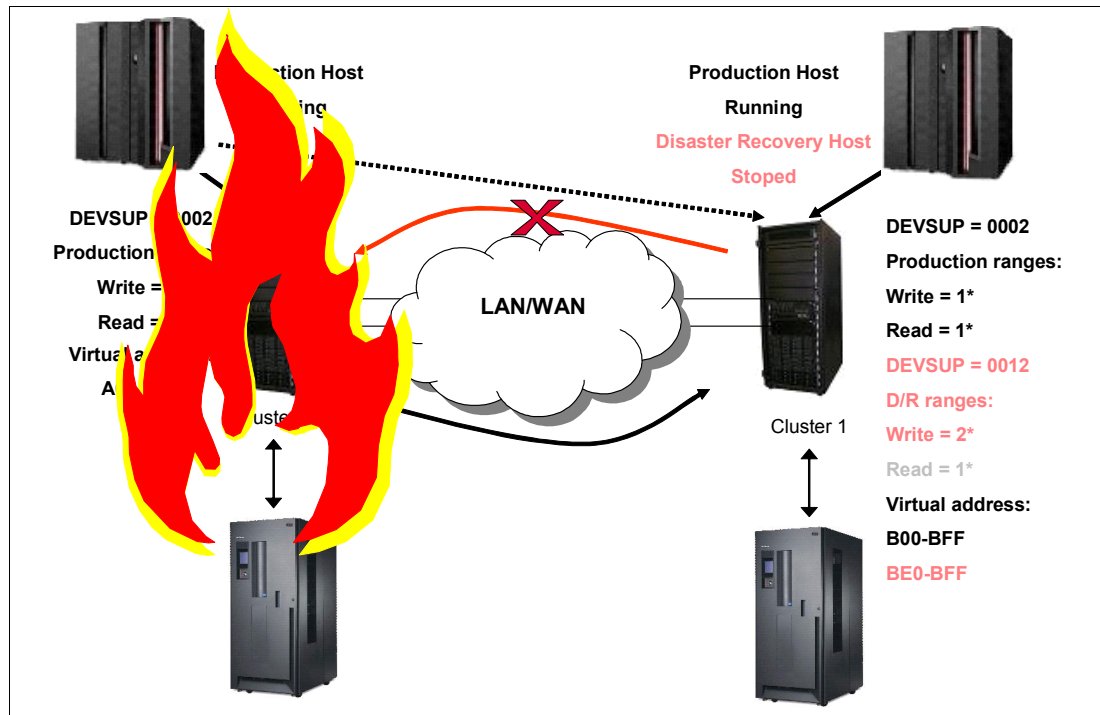 Host
DEVSUP 0002
Production
Write =
Read =
Virtual
LAN/WAN
Production Host
Running
Disaster Recovery Host
Stoped
DEVSUP = 0002
Production ranges:
Write = 1*
Read = 1*
DEVSUP = 0012
D/R ranges:
Write = 2*
Read = 1*
Virtual address:
B00-BFF
BE0-BFF
Cluster 1